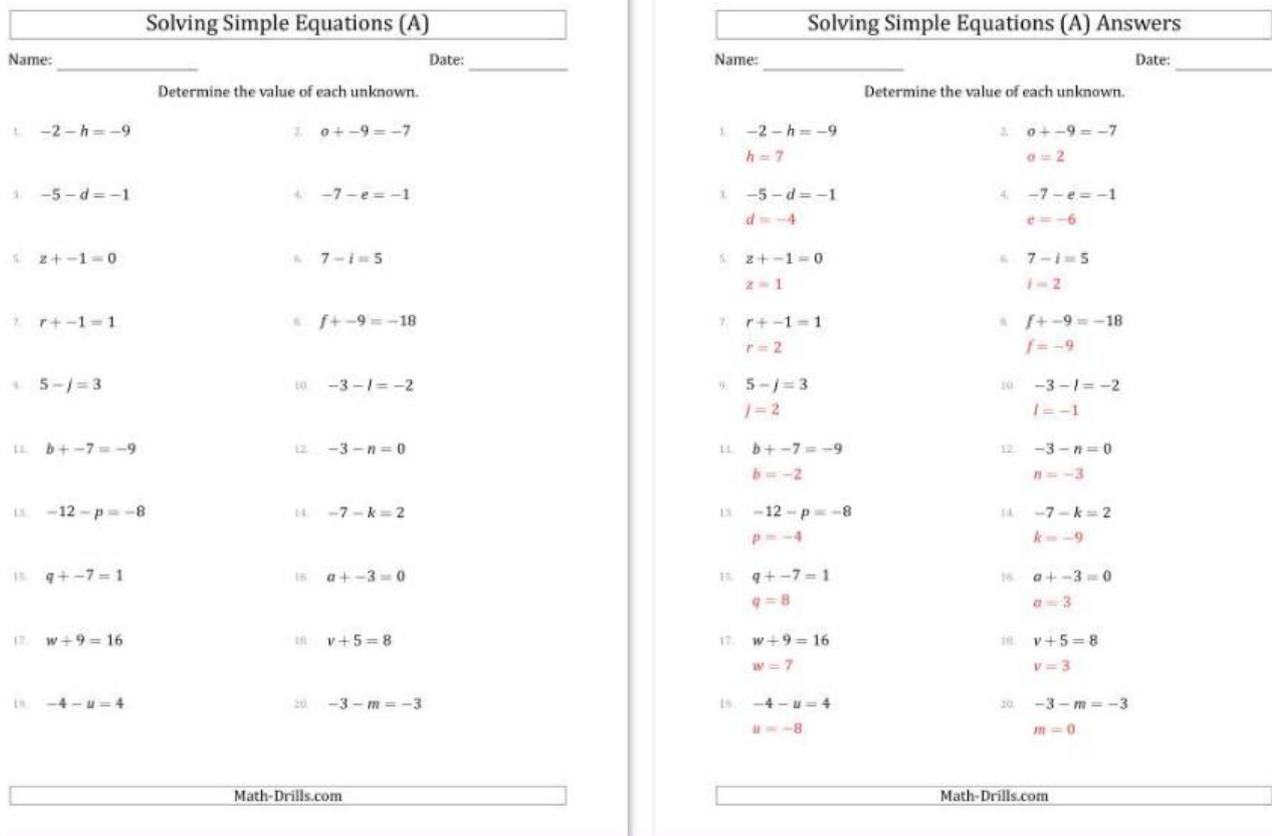 Solving Simple Equations (A)
Name: Date:
Determine the value of each unknown.
1. −2 − h = −9 2. o + −9 = −7
3. −5 − d = −1 4. −7 − e = −1
5. z + −1 = 0 6. 7 − i = 5
7. r + −1 = 1 8. f + −9 = −18
9. 5 − j = 3 10. −3 − l = −2
11. b + −7 = −9 12. −3 − n = 0
13. −12 − p = −8 14. −7 − k = 2
15. q + −7 = 1 16. a + −3 = 0
17. w + 9 = 16 18. v + 5 = 8
19. −4 − u = 4 20. −3 − m = −3
Math-Drills.com
Solving Simple Equations (A) Answers
Name: Date:
Determine the value of each unknown.
1. −2 − h = −9 2. o + −9 = −7
h = 7 o = 2
3. −5 − d = −1 4. −7 − e = −1
d = −4 e = −6
5. z + −1 = 0 6. 7 − i = 5
z = 1 i = 2
7. r + −1 = 1 8. f + −9 = −18
r = 2 f = −9
9. 5 − j = 3 10. −3 − l = −2
j = 2 l = −1
11. b + −7 = −9 12. −3 − n = 0
b = −2 n = −3
13. −12 − p = −8 14. −7 − k = 2
p = −4 k = −9
15. q + −7 = 1 16. a + −3 = 0
q = 8 a = 3
17. w + 9 = 16 18. v + 5 = 8
w = 7 v = 3
19. −4 − u = 4 20. −3 − m = −3
u = −8 m = 0
Math-Drills.com